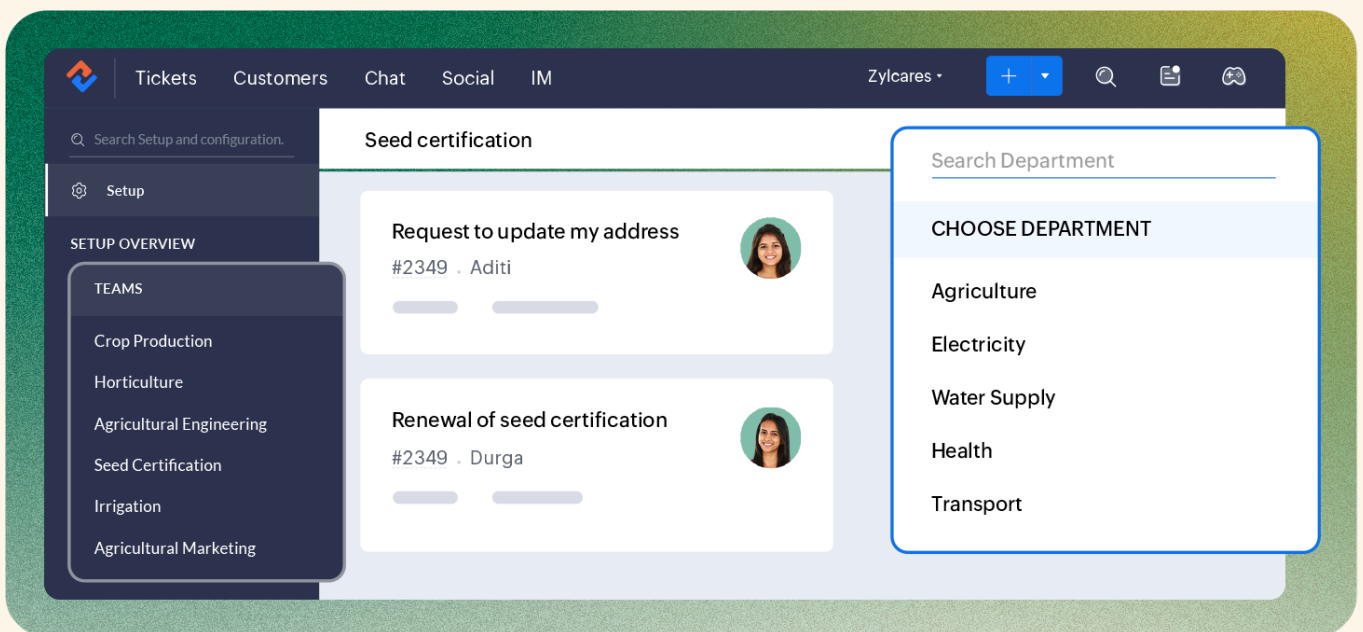 Tickets Customers Chat Social IM Zylcares
Search Setup and configuration.
Setup
SETUP OVERVIEW
TEAMS
Crop Production
Horticulture
Agricultural Engineering
Seed Certification
Irrigation
Agricultural Marketing
Seed certification
Request to update my address
#2349 . Aditi
Renewal of seed certification
#2349 . Durga
Search Department
CHOOSE DEPARTMENT
Agriculture
Electricity
Water Supply
Health
Transport